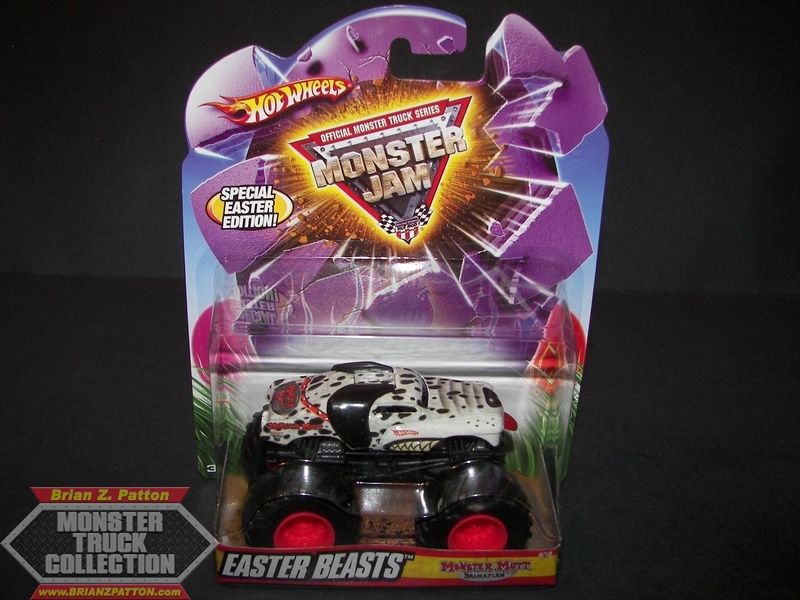 HOT WHEELS
OFFICIAL MONSTER TRUCK SERIES
MONSTER
JAM
SPECIAL
EASTER
EDITION!
EASTER BEASTS™
MONSTER MUTT
DALMATIAN
Brian Z. Patton
MONSTER
TRUCK
COLLECTION
www.BRIANZPATTON.com